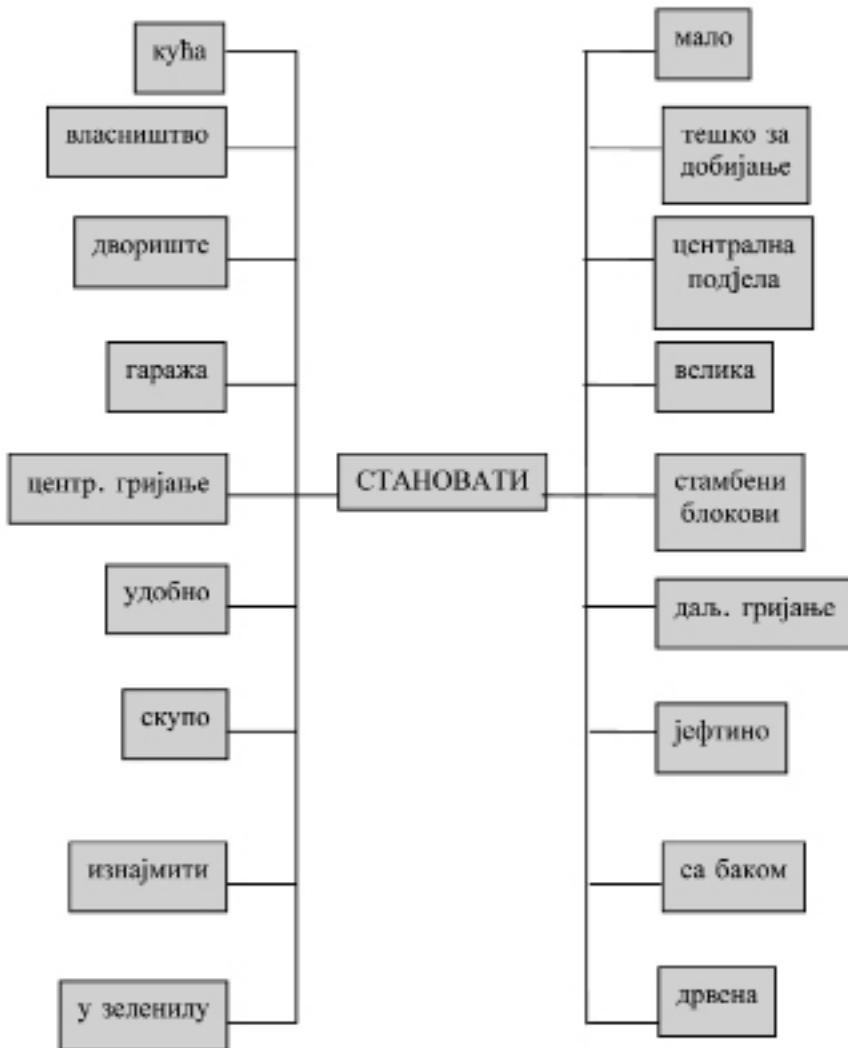 кућа
власништво
двориште
гаража
центр. гријање
удобно
скупо
изнајмити
у зеленилу
СТАНОВАТИ
мало
тешко за
добијање
централна
подјела
велика
стамбени
блокови
даљ. гријање
јефтино
са баком
дрвена